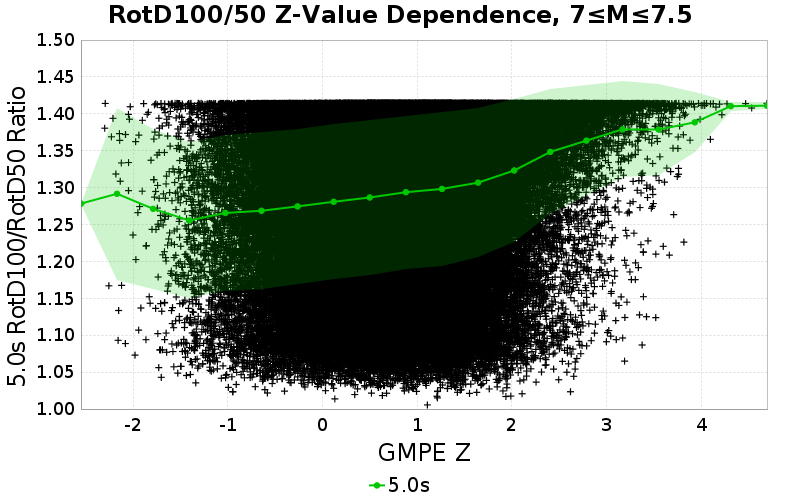 RotD100/50 Z-Value Dependence, 7≤M≤7.5
5.0s RotD100/RotD50 Ratio
1.50
1.45
1.40
1.35
1.30
1.25
1.20
1.15
1.10
1.05
1.00
-2 -1 0 1 2 3 4
GMPE Z
5.0s